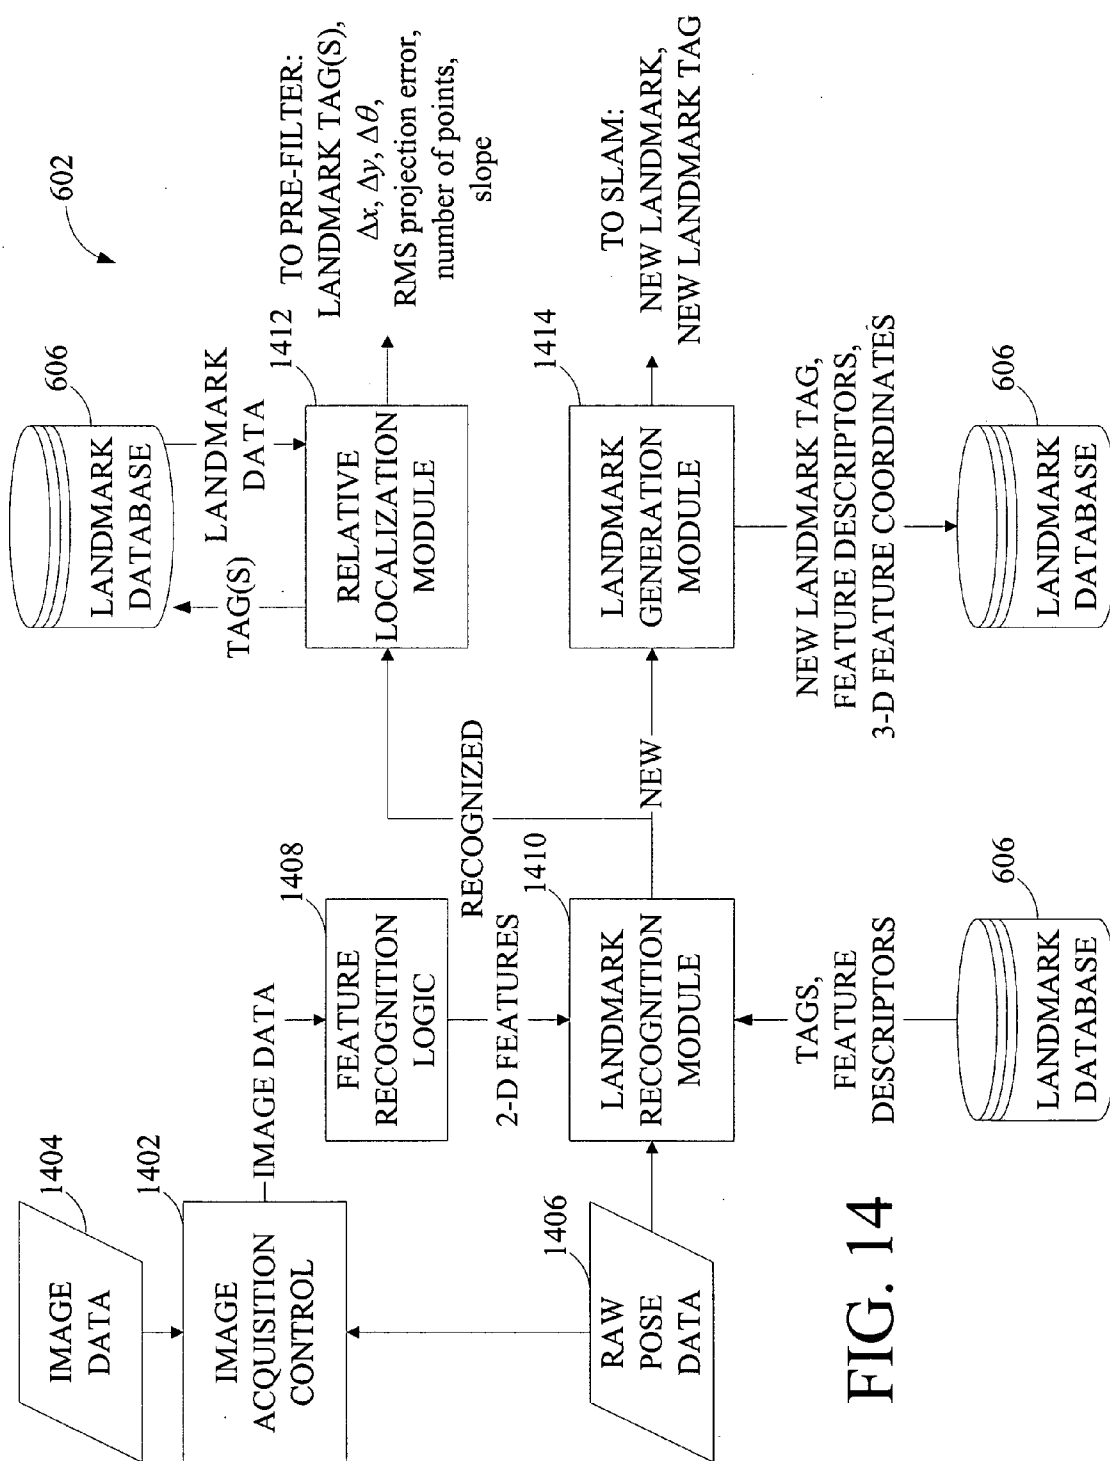 602
1404
IMAGE
DATA
1402
IMAGE
ACQUISITION
CONTROL
IMAGE DATA
1406
RAW
POSE
DATA
1408
FEATURE
RECOGNITION
LOGIC
2-D FEATURES
1410
LANDMARK
RECOGNITION
MODULE
TAGS,
FEATURE
DESCRIPTORS
606
LANDMARK
DATABASE
RECOGNIZED
NEW
606
LANDMARK
DATABASE
TAG(S)
LANDMARK
DATA
1412
RELATIVE
LOCALIZATION
MODULE
TO PRE-FILTER:
LANDMARK TAG(S),
Δx, Δy, Δθ,
RMS projection error,
number of points,
slope
1414
LANDMARK
GENERATION
MODULE
TO SLAM:
NEW LANDMARK,
NEW LANDMARK TAG
NEW LANDMARK TAG,
FEATURE DESCRIPTORS,
3-D FEATURE COORDINATES
606
LANDMARK
DATABASE
FIG. 14